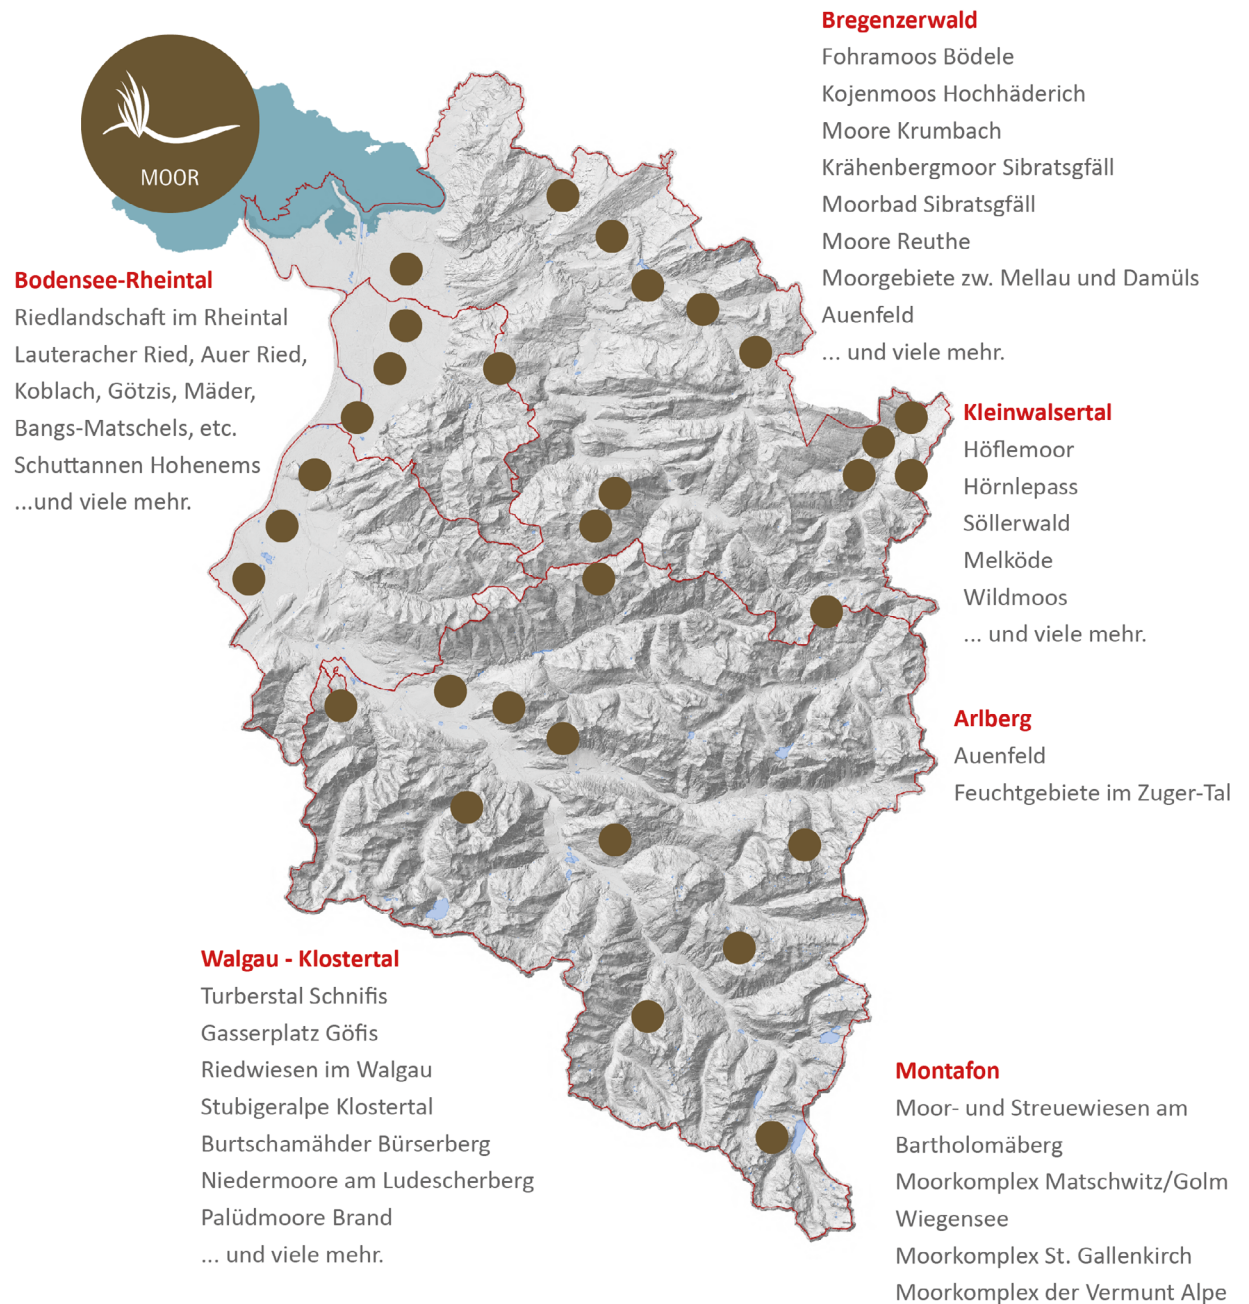 MOOR
Bregenzerwald
Fohramoos Bödele
Kojenmoos Hochhäderich
Moore Krumbach
Krähenbergmoor Sibratsgfäll
Moorbad Sibratsgfäll
Moore Reuthe
Moorgebiete zw. Mellau und Damüls
Auenfeld
... und viele mehr.
Bodensee-Rheintal
Riedlandschaft im Rheintal
Lauteracher Ried, Auer Ried,
Koblach, Götzis, Mäder,
Bangs-Matschels, etc.
Schuttannen Hohenems
...und viele mehr.
Kleinwalsertal
Höflemoor
Hörnlepass
Söllerwald
Melköde
Wildmoos
... und viele mehr.
Arlberg
Auenfeld
Feuchtgebiete im Zuger-Tal
Walgau - Klostertal
Turberstal Schnifis
Gasserplatz Göfis
Riedwiesen im Walgau
Stubigeralpe Klostertal
Burtschamähder Bürserberg
Niedermoore am Ludescherberg
Palüdmoore Brand
... und viele mehr.
Montafon
Moor- und Streuewiesen am
Bartholomäberg
Moorkomplex Matschwitz/Golm
Wiegensee
Moorkomplex St. Gallenkirch
Moorkomplex der Vermunt Alpe